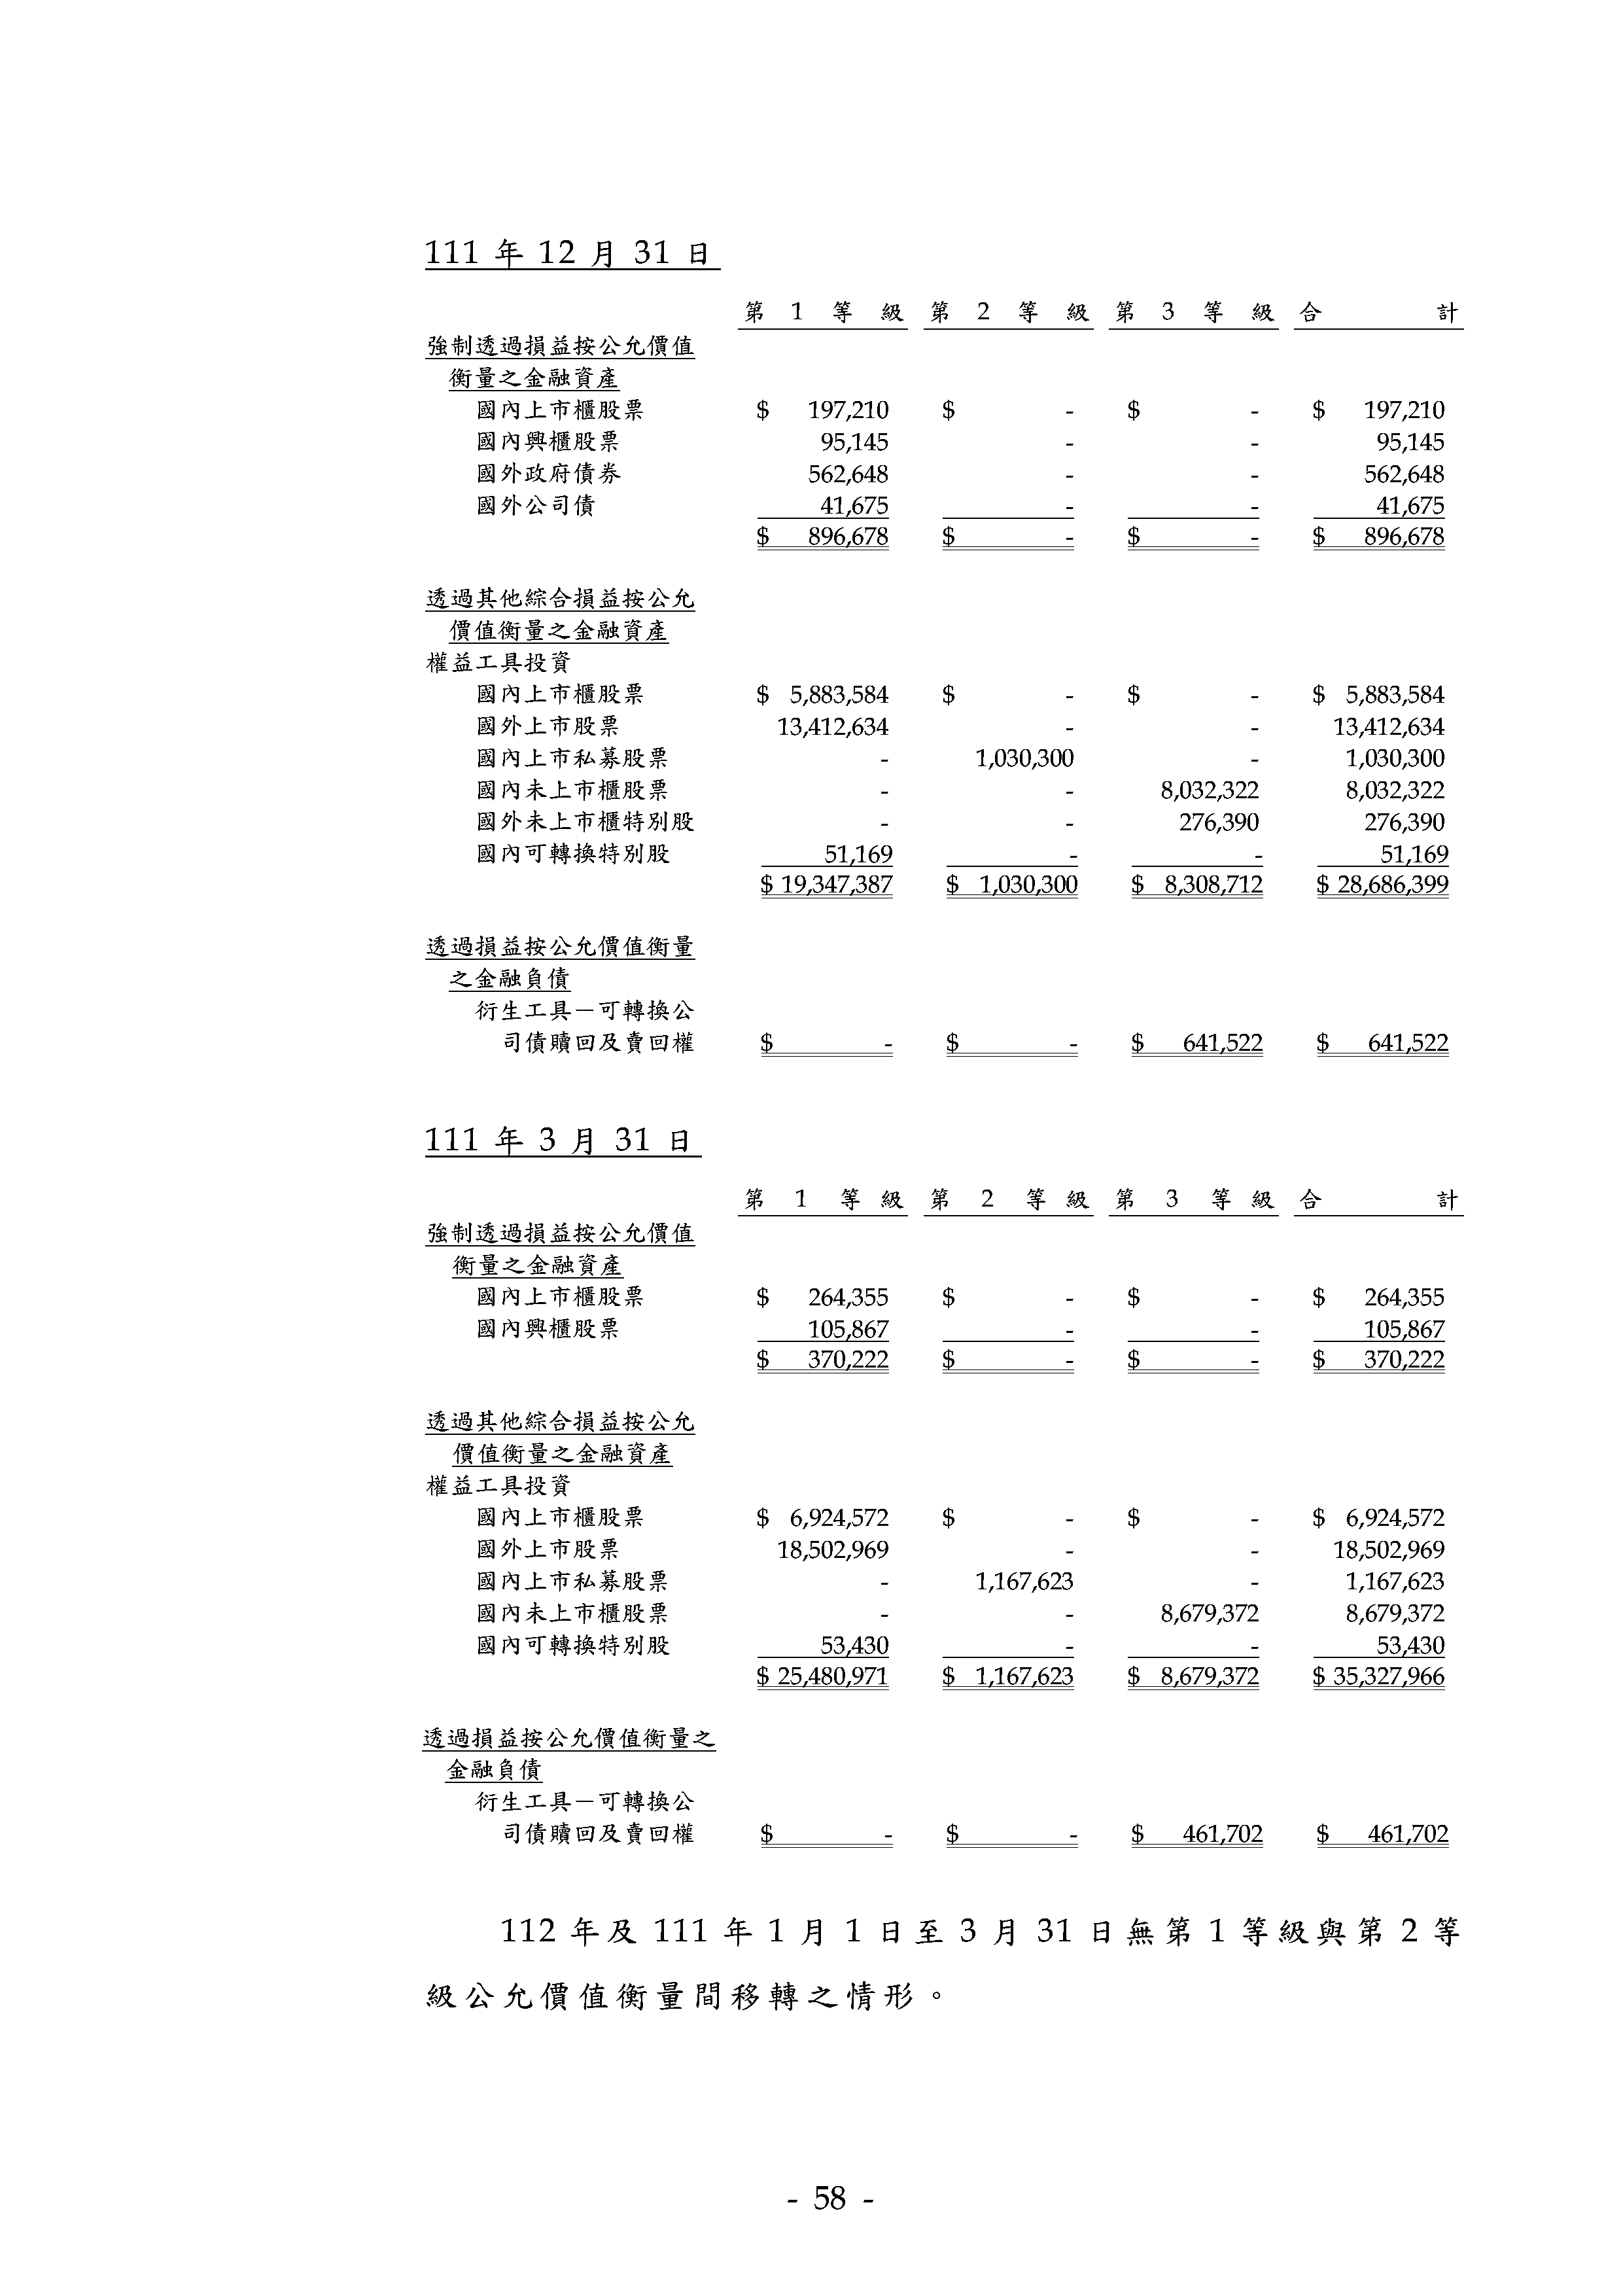 111 年 12 月 31 日
第 1 等 級 第 2 等 級 第 3 等 級 合 計
強制透過損益按公允價值
衡量之金融資產
國內上市櫃股票 $ 197,210 $ - $ - $ 197,210
國內興櫃股票 95,145 - - 95,145
國外政府債券 562,648 - - 562,648
國外公司債 41,675 - - 41,675
$ 896,678 $ - $ - $ 896,678
透過其他綜合損益按公允
價值衡量之金融資產
權益工具投資
國內上市櫃股票 $ 5,883,584 $ - $ - $ 5,883,584
國外上市股票 13,412,634 - - 13,412,634
國內上市私募股票 - 1,030,300 - 1,030,300
國內未上市櫃股票 - - 8,032,322 8,032,322
國外未上市櫃特別股 - - 276,390 276,390
國內可轉換特別股 51,169 - - 51,169
$ 19,347,387 $ 1,030,300 $ 8,308,712 $ 28,686,399
透過損益按公允價值衡量
之金融負債
衍生工具－可轉換公
司債贖回及賣回權 $ - $ - $ 641,522 $ 641,522
111 年 3 月 31 日
第 1 等 級 第 2 等 級 第 3 等 級 合 計
強制透過損益按公允價值
衡量之金融資產
國內上市櫃股票 $ 264,355 $ - $ - $ 264,355
國內興櫃股票 105,867 - - 105,867
$ 370,222 $ - $ - $ 370,222
透過其他綜合損益按公允
價值衡量之金融資產
權益工具投資
國內上市櫃股票 $ 6,924,572 $ - $ - $ 6,924,572
國外上市股票 18,502,969 - - 18,502,969
國內上市私募股票 - 1,167,623 - 1,167,623
國內未上市櫃股票 - - 8,679,372 8,679,372
國內可轉換特別股 53,430 - - 53,430
$ 25,480,971 $ 1,167,623 $ 8,679,372 $ 35,327,966
透過損益按公允價值衡量之
金融負債
衍生工具－可轉換公
司債贖回及賣回權 $ - $ - $ 461,702 $ 461,702
112 年及 111 年 1 月 1 日至 3 月 31 日無第 1 等級與第 2 等
級公允價值衡量間移轉之情形。
- 58 -